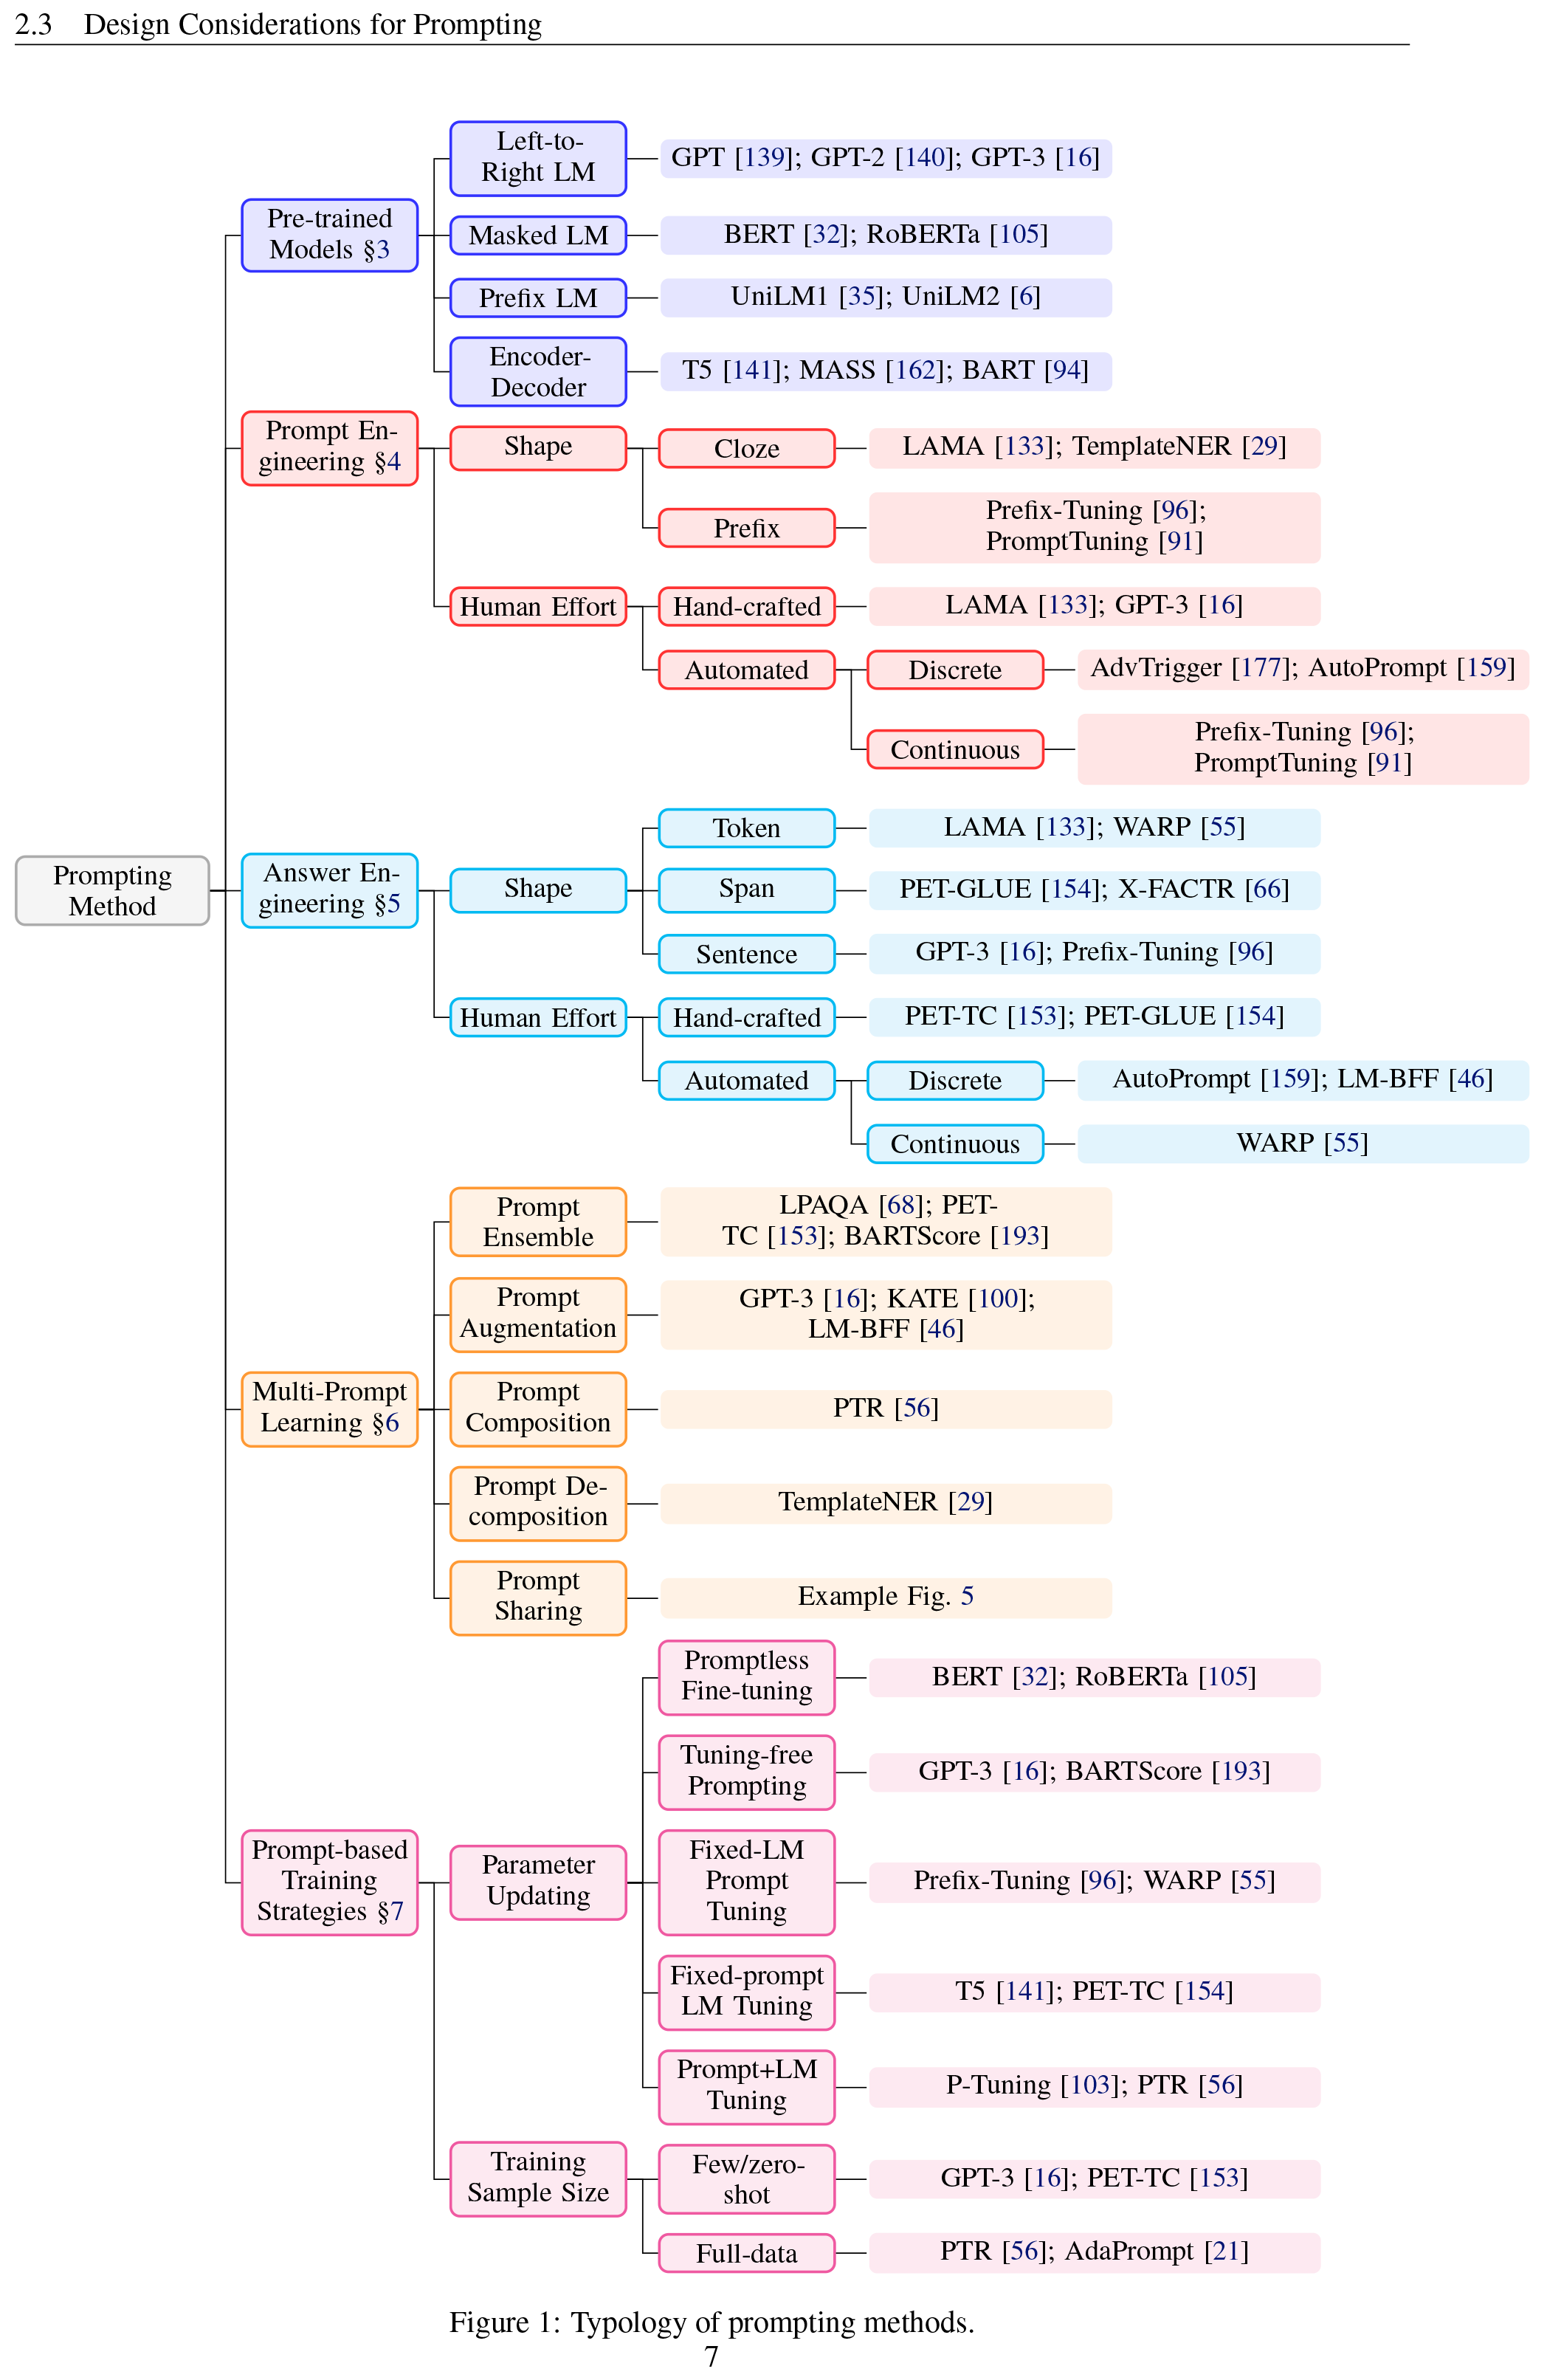 2.3 Design Considerations for Prompting
Prompting
Method
Pre-trained
Models §3
Left-to-
Right LM
GPT [139]; GPT-2 [140]; GPT-3 [16]
Masked LM
BERT [32]; RoBERTa [105]
Prefix LM
UniLM1 [35]; UniLM2 [6]
Encoder-
Decoder
T5 [141]; MASS [162]; BART [94]
Prompt En-
gineering §4
Shape
Cloze
LAMA [133]; TemplateNER [29]
Prefix
Prefix-Tuning [96];
PromptTuning [91]
Human Effort
Hand-crafted
LAMA [133]; GPT-3 [16]
Automated
Discrete
AdvTrigger [177]; AutoPrompt [159]
Continuous
Prefix-Tuning [96];
PromptTuning [91]
Answer En-
gineering §5
Shape
Token
LAMA [133]; WARP [55]
Span
PET-GLUE [154]; X-FACTR [66]
Sentence
GPT-3 [16]; Prefix-Tuning [96]
Human Effort
Hand-crafted
PET-TC [153]; PET-GLUE [154]
Automated
Discrete
AutoPrompt [159]; LM-BFF [46]
Continuous
WARP [55]
Multi-Prompt
Learning §6
Prompt
Ensemble
LPAQA [68]; PET-
TC [153]; BARTScore [193]
Prompt
Augmentation
GPT-3 [16]; KATE [100];
LM-BFF [46]
Prompt
Composition
PTR [56]
Prompt De-
composition
TemplateNER [29]
Prompt
Sharing
Example Fig. 5
Prompt-based
Training
Strategies §7
Parameter
Updating
Promptless
Fine-tuning
BERT [32]; RoBERTa [105]
Tuning-free
Prompting
GPT-3 [16]; BARTScore [193]
Fixed-LM
Prompt
Tuning
Prefix-Tuning [96]; WARP [55]
Fixed-prompt
LM Tuning
T5 [141]; PET-TC [154]
Prompt+LM
Tuning
P-Tuning [103]; PTR [56]
Training
Sample Size
Few/zero-
shot
GPT-3 [16]; PET-TC [153]
Full-data
PTR [56]; AdaPrompt [21]
Figure 1: Typology of prompting methods.
7